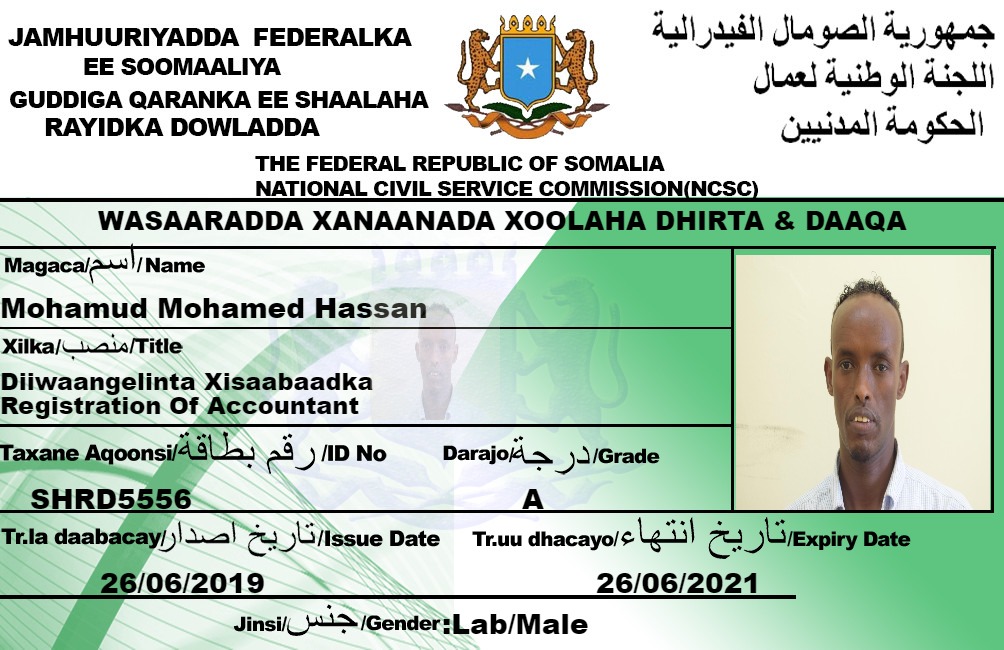 JAMHUURIYADDA FEDERALKA
EE SOOMAALIYA
GUDDIGA QARANKA EE SHAALAHA
RAYIDKA DOWLADDA
جمهورية الصومال الفيدرالية
اللجنة الوطنية لعمال
الحكومة المدنيين
THE FEDERAL REPUBLIC OF SOMALIA
NATIONAL CIVIL SERVICE COMMISSION(NCSC)
WASAARADDA XANAANADA XOOLAHA DHIRTA & DAAQA
Magaca/اسم/Name
Mohamud Mohamed Hassan
Xilka/منصب/Title
Diiwaangelinta Xisaabaadka
Registration Of Accountant
Taxane Aqoonsi/رقم بطاقة/ID No
Darajo/درجة/Grade
SHRD5556
A
Tr.la daabacay/تاريخ اصدار/Issue Date
Tr.uu dhacayo/تاريخ انتهاء/Expiry Date
26/06/2019
26/06/2021
Jinsi/جنس/Gender:Lab/Male